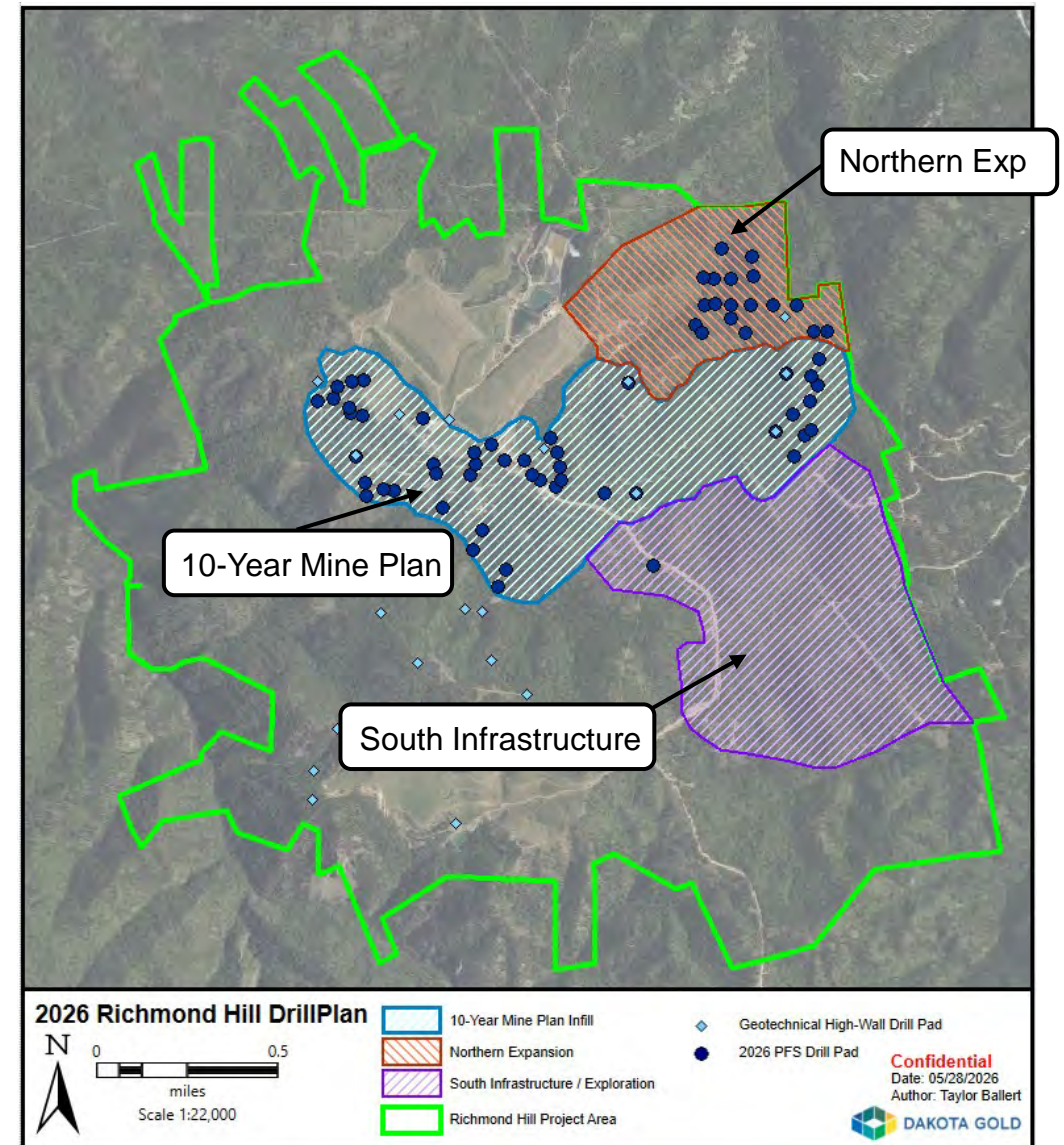 Northern Exp
10-Year Mine Plan
South Infrastructure
2026 Richmond Hill DrillPlan
N
0 0.5
miles
Scale 1:22,000
10-Year Mine Plan Infill
Northern Expansion
South Infrastructure / Exploration
Richmond Hill Project Area
Geotechnical High-Wall Drill Pad
2026 PFS Drill Pad
Confidential
Date: 05/28/2026
Author: Taylor Ballert
DAKOTA GOLD